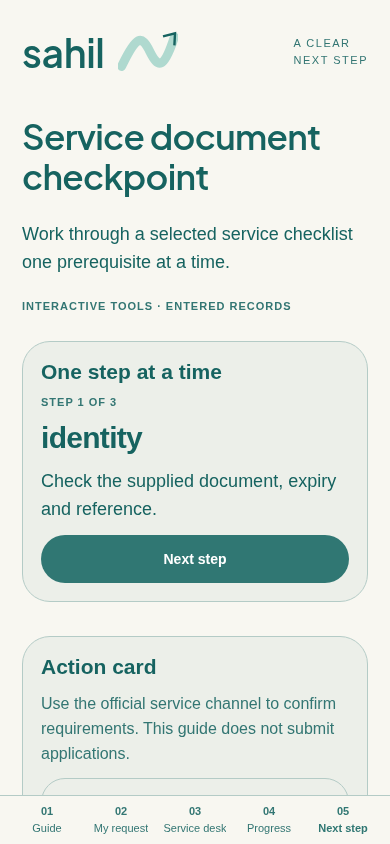 sahil
A CLEAR
NEXT STEP
Service document
checkpoint
Work through a selected service checklist
one prerequisite at a time.
INTERACTIVE TOOLS · ENTERED RECORDS
One step at a time
STEP 1 OF 3
identity
Check the supplied document, expiry
and reference.
Next step
Action card
Use the official service channel to confirm
requirements. This guide does not submit
applications.
01 02 03 04 05
Guide My request Service desk Progress Next step